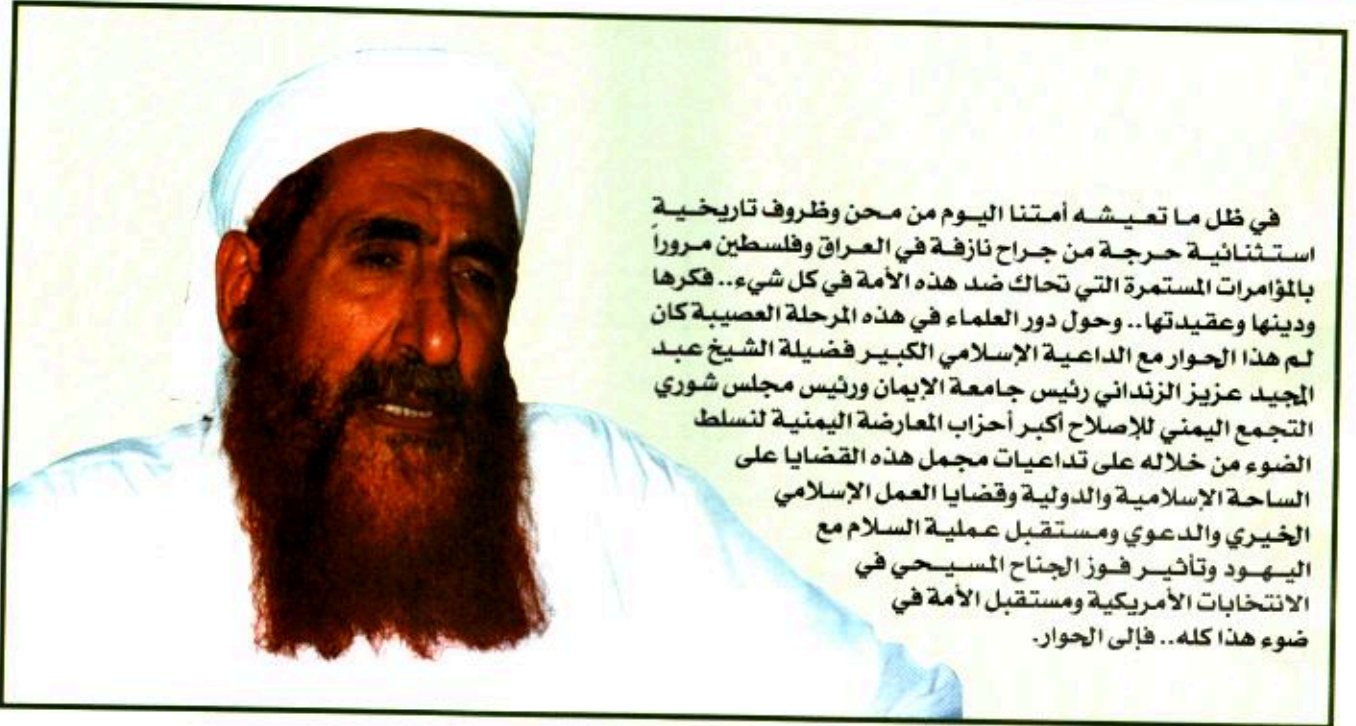 في ظل ما تعيشه أمتنا اليوم من محن وظروف تاريخية
استثنائية حرجة من جراح نازفة في العراق وفلسطين مروراً
بالمؤامرات المستمرة التي تحاك ضد هذه الأمة في كل شيء.. فكرها
ودينها وعقيدتها.. وحول دور العلماء في هذه المرحلة العصيبة كان
لم هذا الحوار مع الداعية الإسلامي الكبير فضيلة الشيخ عبد
المجيد عزيز الزنداني رئيس جامعة الإيمان ورئيس مجلس شوري
التجمع اليمني للإصلاح أكبر أحزاب المعارضة اليمنية لنسلط
الضوء من خلاله على تداعيات مجمل هذه القضايا على
الساحة الإسلامية والدولية وقضايا العمل الإسلامي
الخيري والدعوي ومستقبل عملية السلام مع
اليهود وتأثير فوز الجناح المسيحي في
الانتخابات الأمريكية ومستقبل الأمة في
ضوء هذا كله.. فإلى الحوار.